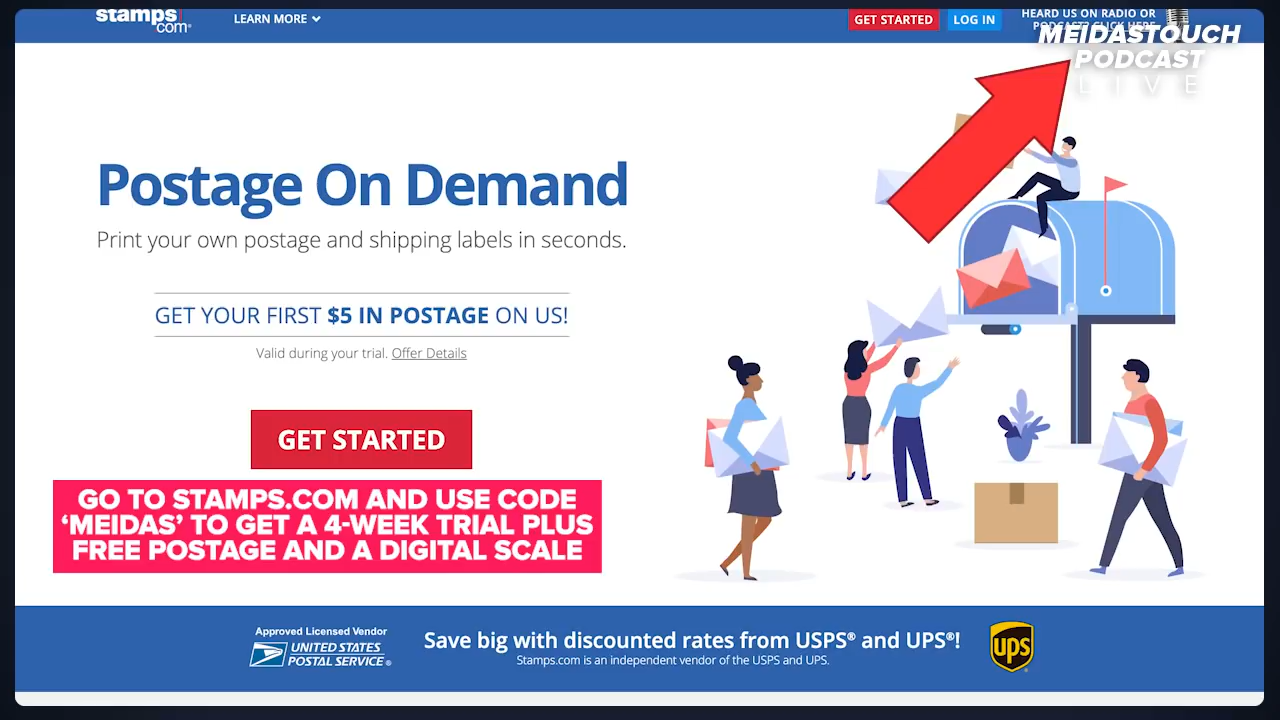 stamps
.com®
LEARN MORE
GET STARTED
LOG IN
HEARD US ON RADIO OR
PODCAST? CLICK HERE
MEIDASTOUCH
PODCAST
LIVE
Postage On Demand
Print your own postage and shipping labels in seconds.
GET YOUR FIRST $5 IN POSTAGE ON US!
Valid during your trial. Offer Details
GET STARTED
GO TO STAMPS.COM AND USE CODE
‘MEIDAS’ TO GET A 4-WEEK TRIAL PLUS
FREE POSTAGE AND A DIGITAL SCALE
Approved Licensed Vendor
UNITED STATES
POSTAL SERVICE®
Save big with discounted rates from USPS® and UPS®!
Stamps.com is an independent vendor of the USPS and UPS.
ups